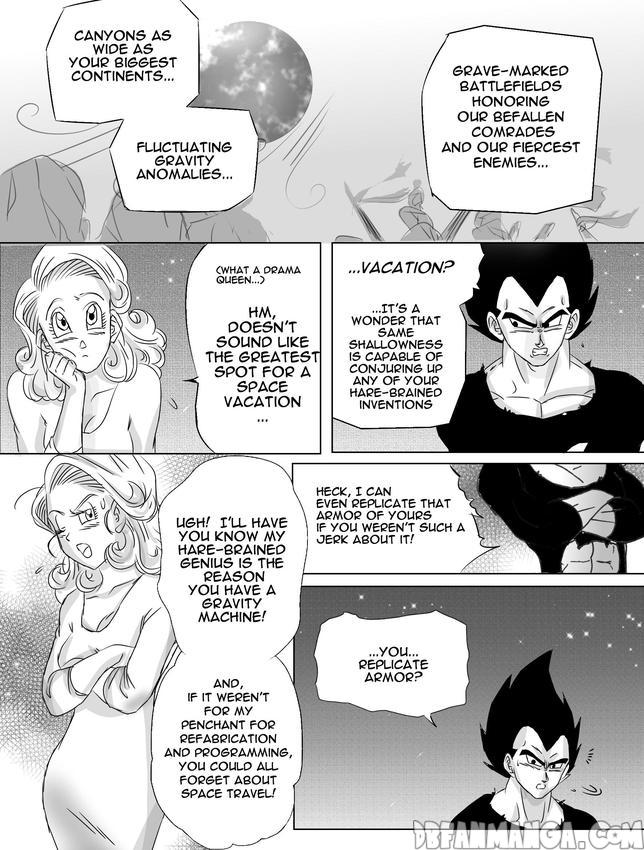 CANYONS AS
WIDE AS
YOUR BIGGEST
CONTINENTS...
FLUCTUATING
GRAVITY
ANOMALIES...
GRAVE-MARKED
BATTLEFIELDS
HONORING
OUR BEFALLEN
COMRADES
AND OUR FIERCEST
ENEMIES...
(WHAT A DRAMA
QUEEN...)
HM,
DOESN'T
SOUND LIKE
THE GREATEST
SPOT FOR A
SPACE
VACATION
...
...VACATION?
...IT'S A
WONDER THAT
SAME
SHALLOWNESS
IS CAPABLE OF
CONJURING UP
ANY OF YOUR
HARE-BRAINED
INVENTIONS
UGH! I'LL HAVE
YOU KNOW MY
HARE-BRAINED
GENIUS IS THE
REASON
YOU HAVE A
GRAVITY
MACHINE!
AND,
IF IT WEREN'T
FOR MY
PENCHANT FOR
REFABRICATION
AND PROGRAMMING,
YOU COULD ALL
FORGET ABOUT
SPACE TRAVEL!
HECK, I CAN
EVEN REPLICATE THAT
ARMOR OF YOURS
IF YOU WEREN'T SUCH A
JERK ABOUT IT!
...YOU...
REPLICATE
ARMOR?
DBFANMANGA.COM